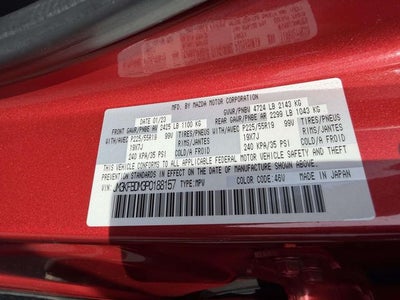 MFD. BY MAZDA MOTOR CORPORATION
DATE 01/23 GVWR/PNBV 4724 LB 2143 KG
FRONT GAWR/PNBE AV 2425 LB 1100 KG REAR GAWR/PNBE AR 2299 LB 1043 KG
WITH/AVEC P225/55R19 99V TIRES/PNEUS WITH/AVEC P225/55R19 99V TIRES/PNEUS
19X7J RIMS/JANTES 19X7J RIMS/JANTES
240 KPA/35 PSI COLD/A FROID 240 KPA/35 PSI COLD/A FROID
THIS VEHICLE CONFORMS TO ALL APPLICABLE FEDERAL MOTOR VEHICLE SAFETY
STANDARDS IN EFFECT ON THE DATE OF MANUFACTURE SHOWN ABOVE.
VIN: TYPE:MPV
COLOR CODE: 46V MADE IN JAPAN